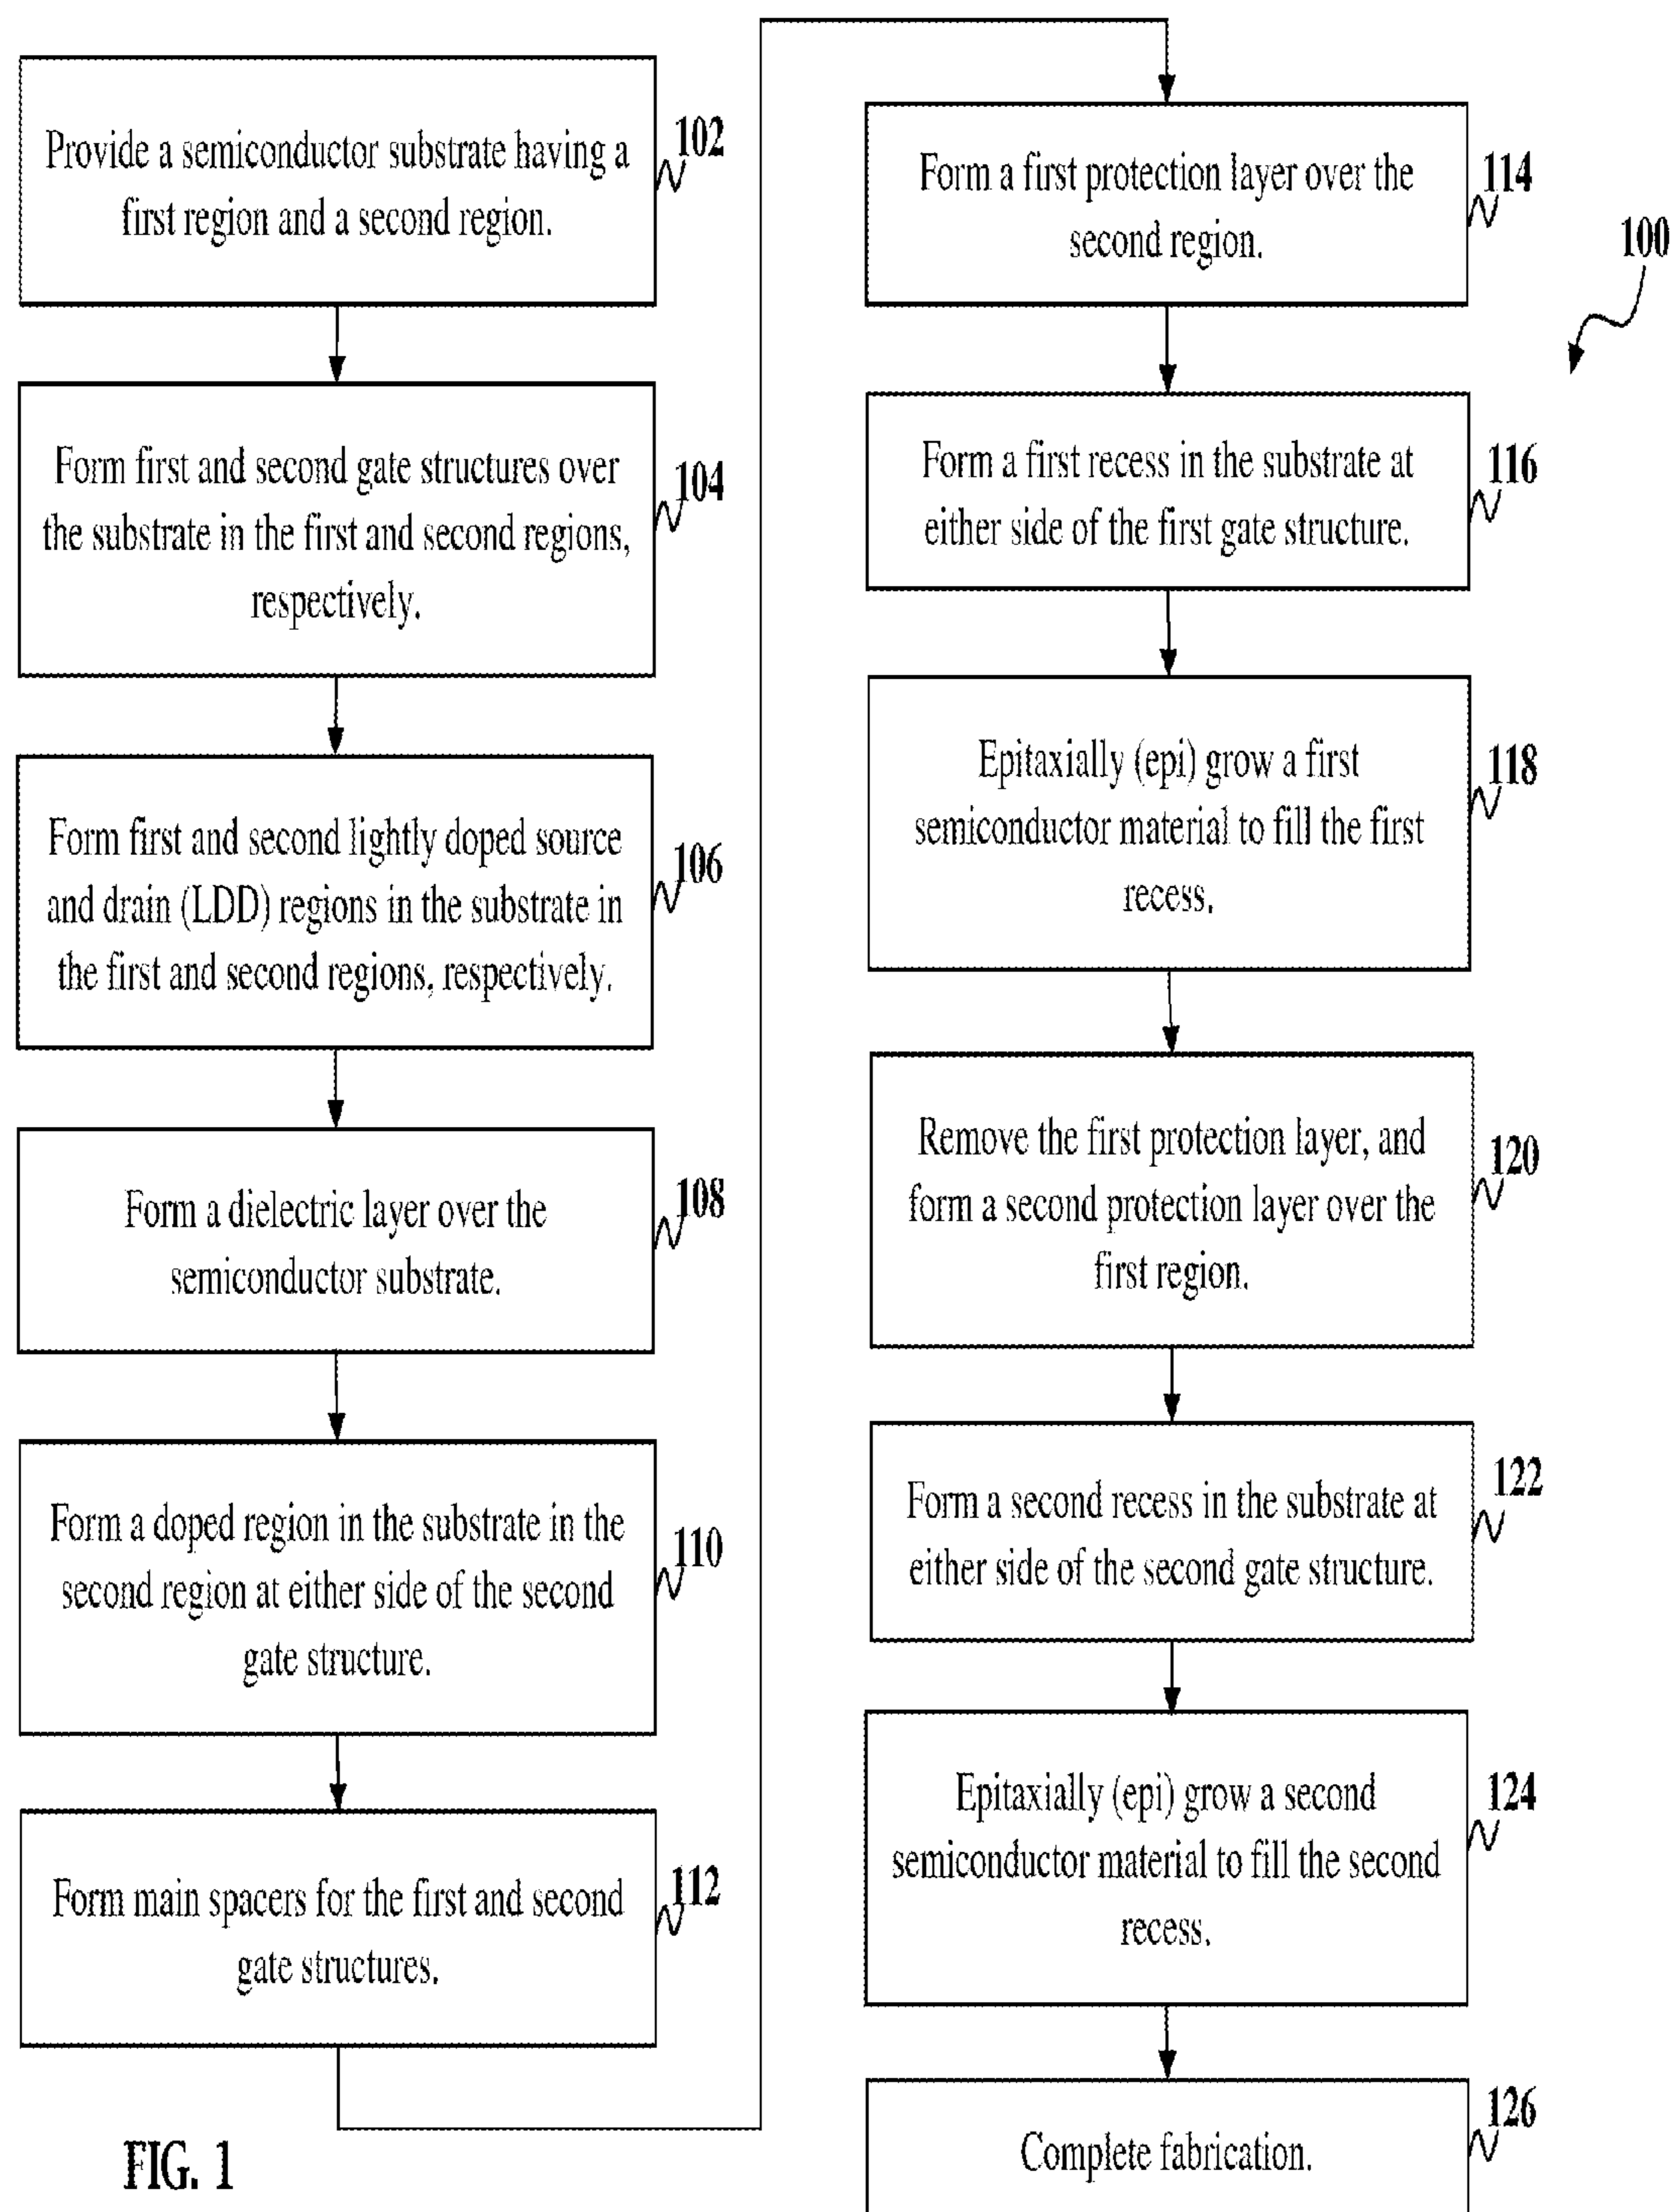 Provide a semiconductor substrate having a
first region and a second region.
102
Form first and second gate structures over
the substrate in the first and second regions,
respectively.
104
Form first and second lightly doped source
and drain (LDD) regions in the substrate in
the first and second regions, respectively.
106
Form a dielectric layer over the
semiconductor substrate.
108
Form a doped region in the substrate in the
second region at either side of the second
gate structure.
110
Form main spacers for the first and second
gate structures.
112
Form a first protection layer over the
second region.
114
100
Form a first recess in the substrate at
either side of the first gate structure.
116
Epitaxially (epi) grow a first
semiconductor material to fill the first
recess.
118
Remove the first protection layer, and
form a second protection layer over the
first region.
120
Form a second recess in the substrate at
either side of the second gate structure.
122
Epitaxially (epi) grow a second
semiconductor material to fill the second
recess.
124
Complete fabrication.
126
FIG. 1